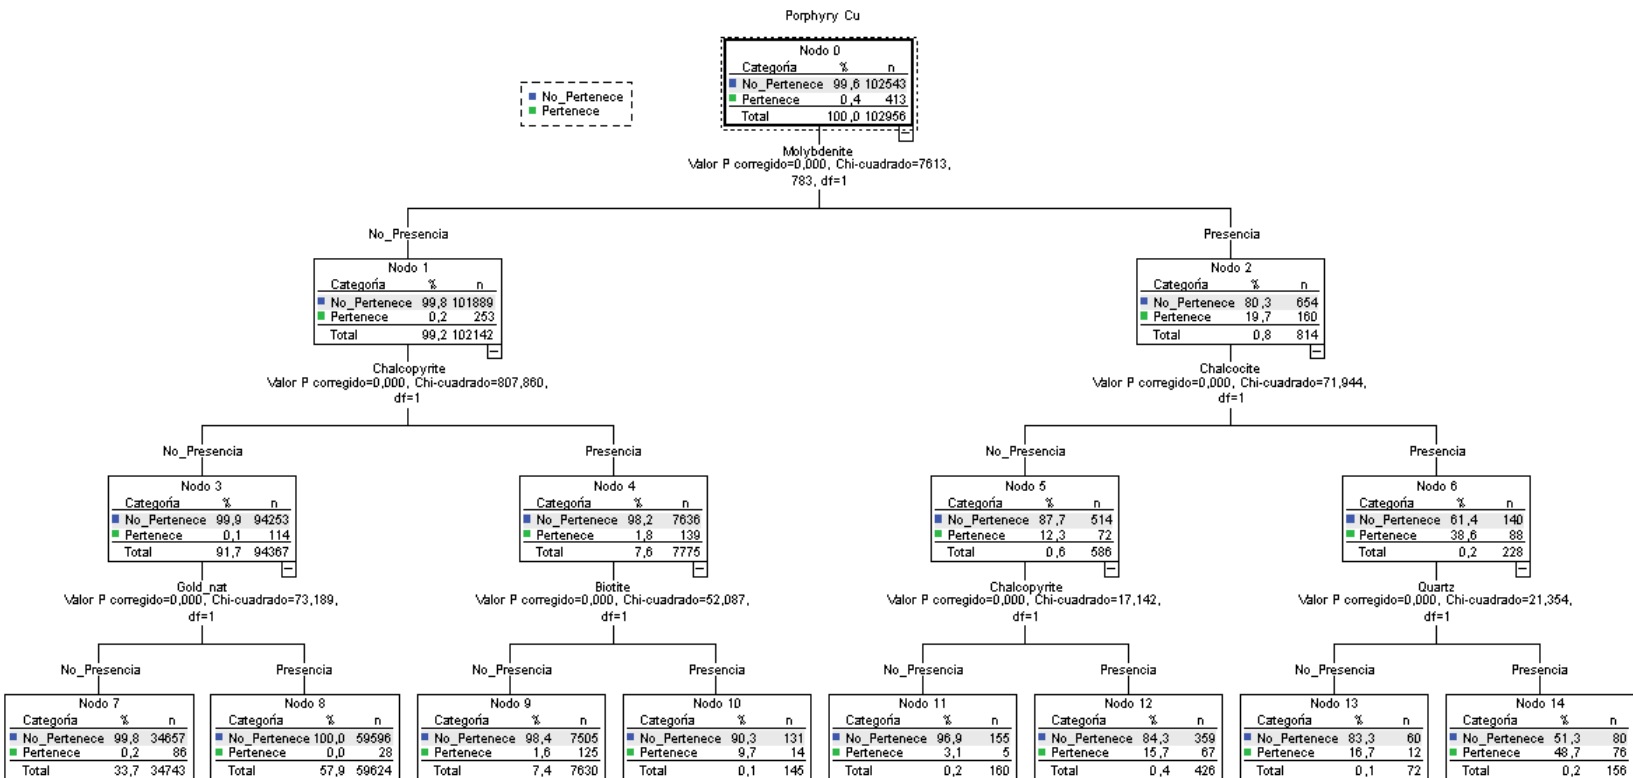 Porphyry Cu
No_Pertenece
Pertenece
Nodo 0
Categoría % n
No_Pertenece 99,6 102543
Pertenece 0,4 413
Total 100,0 102956
Molybdenite
Valor P corregido=0,000, Chi-cuadrado=7613,
783, df=1
No_Presencia
Presencia
Nodo 1
Categoría % n
No_Pertenece 99,8 101889
Pertenece 0,2 253
Total 99,2 102142
Nodo 2
Categoría % n
No_Pertenece 80,3 654
Pertenece 19,7 160
Total 0,8 814
Chalcopyrite
Valor P corregido=0,000, Chi-cuadrado=807,860,
df=1
Chalcocite
Valor P corregido=0,000, Chi-cuadrado=71,944,
df=1
No_Presencia
Presencia
No_Presencia
Presencia
Nodo 3
Categoría % n
No_Pertenece 99,9 94253
Pertenece 0,1 114
Total 91,7 94367
Nodo 4
Categoría % n
No_Pertenece 98,2 7636
Pertenece 1,8 139
Total 7,6 7775
Nodo 5
Categoría % n
No_Pertenece 87,7 514
Pertenece 12,3 72
Total 0,6 586
Nodo 6
Categoría % n
No_Pertenece 61,4 140
Pertenece 38,6 88
Total 0,2 228
Gold_nat
Valor P corregido=0,000, Chi-cuadrado=73,189,
df=1
Biotite
Valor P corregido=0,000, Chi-cuadrado=52,087,
df=1
Chalcopyrite
Valor P corregido=0,000, Chi-cuadrado=17,142,
df=1
Quartz
Valor P corregido=0,000, Chi-cuadrado=21,354,
df=1
No_Presencia
Presencia
No_Presencia
Presencia
No_Presencia
Presencia
No_Presencia
Presencia
Nodo 7
Categoría % n
No_Pertenece 99,8 34657
Pertenece 0,2 86
Total 33,7 34743
Nodo 8
Categoría % n
No_Pertenece 100,0 59596
Pertenece 0,0 28
Total 57,9 59624
Nodo 9
Categoría % n
No_Pertenece 98,4 7505
Pertenece 1,6 125
Total 7,4 7630
Nodo 10
Categoría % n
No_Pertenece 90,3 131
Pertenece 9,7 14
Total 0,1 145
Nodo 11
Categoría % n
No_Pertenece 96,9 155
Pertenece 3,1 5
Total 0,2 160
Nodo 12
Categoría % n
No_Pertenece 84,3 359
Pertenece 15,7 67
Total 0,4 426
Nodo 13
Categoría % n
No_Pertenece 83,3 60
Pertenece 16,7 12
Total 0,1 72
Nodo 14
Categoría % n
No_Pertenece 51,3 80
Pertenece 48,7 76
Total 0,2 156